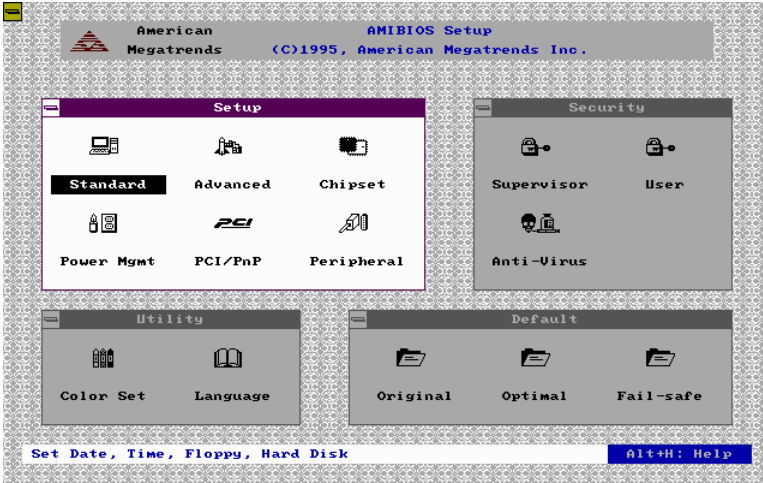 American AMIBIOS Setup
Megatrends (C)1995, American Megatrends Inc.
Setup
Standard Advanced Chipset
PCI
Power Mgmt PCI/PnP Peripheral
Security
Supervisor User
Anti-Virus
Utility
Color Set Language
Default
Original Optimal Fail-safe
Set Date, Time, Floppy, Hard Disk Alt+H: Help